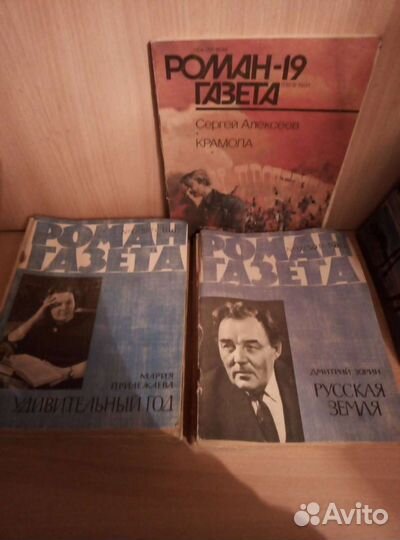 РОМАН-19
ГАЗЕТА
Сергей Алексеев
КРАМОЛА
РОМАН
ГАЗЕТА
МАРИЯ
ПРИЛЕЖАЕВА
УДИВИТЕЛЬНЫЙ ГОД
РОМАН
ГАЗЕТА
ДМИТРИЙ ЗОРИН
РУССКАЯ
ЗЕМЛЯ
Avito